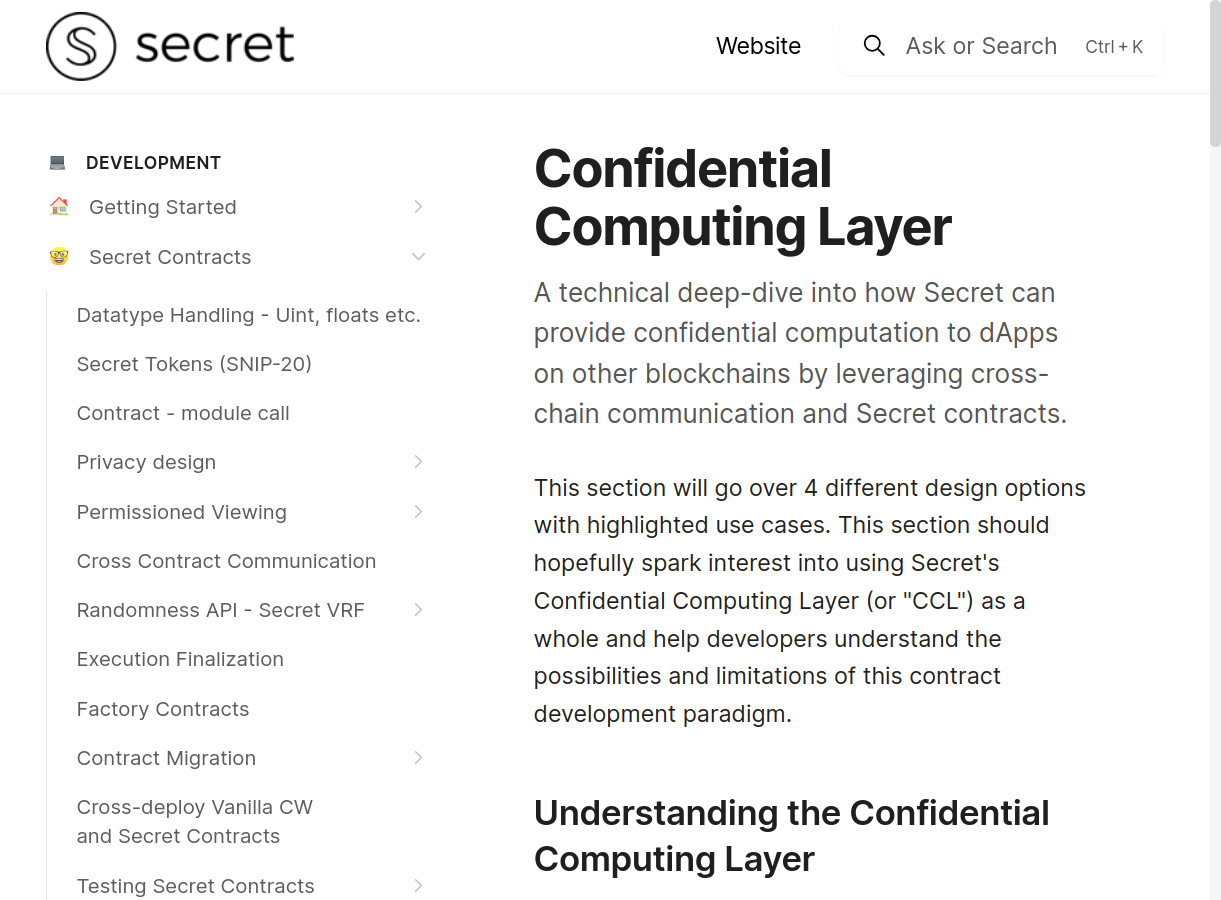 secret
Website
Ask or Search
Ctrl + K
DEVELOPMENT
Getting Started
Secret Contracts
Datatype Handling - Uint, floats etc.
Secret Tokens (SNIP-20)
Contract - module call
Privacy design
Permissioned Viewing
Cross Contract Communication
Randomness API - Secret VRF
Execution Finalization
Factory Contracts
Contract Migration
Cross-deploy Vanilla CW
and Secret Contracts
Testing Secret Contracts
Confidential
Computing Layer
A technical deep-dive into how Secret can
provide confidential computation to dApps
on other blockchains by leveraging cross-
chain communication and Secret contracts.
This section will go over 4 different design options
with highlighted use cases. This section should
hopefully spark interest into using Secret's
Confidential Computing Layer (or "CCL") as a
whole and help developers understand the
possibilities and limitations of this contract
development paradigm.
Understanding the Confidential
Computing Layer